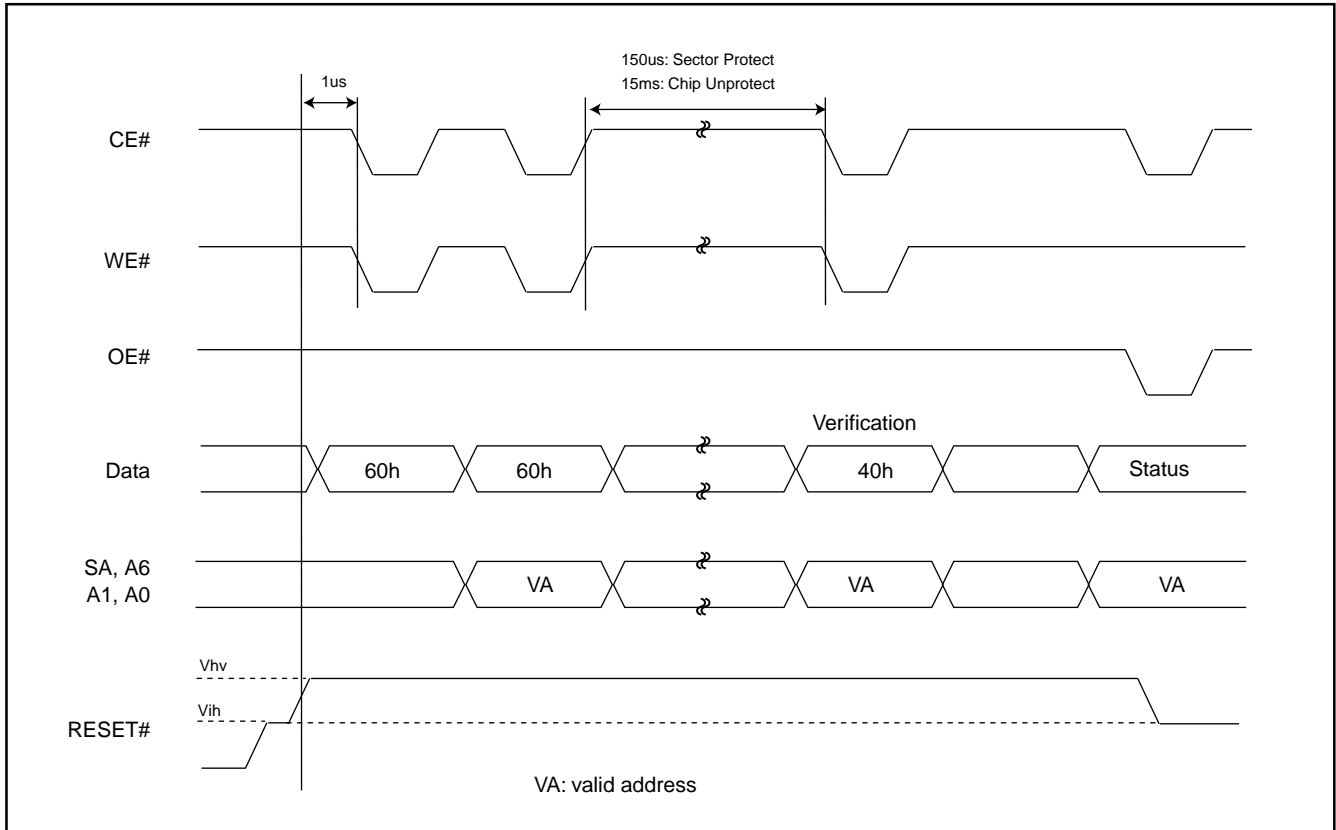 150us: Sector Protect
1us
15ms: Chip Unprotect
CE#
WE#
OE#
Verification
Data
60h
60h
40h
Status
SA, A6
A1, A0
VA
VA
VA
Vhv
Vih
RESET#
VA: valid address